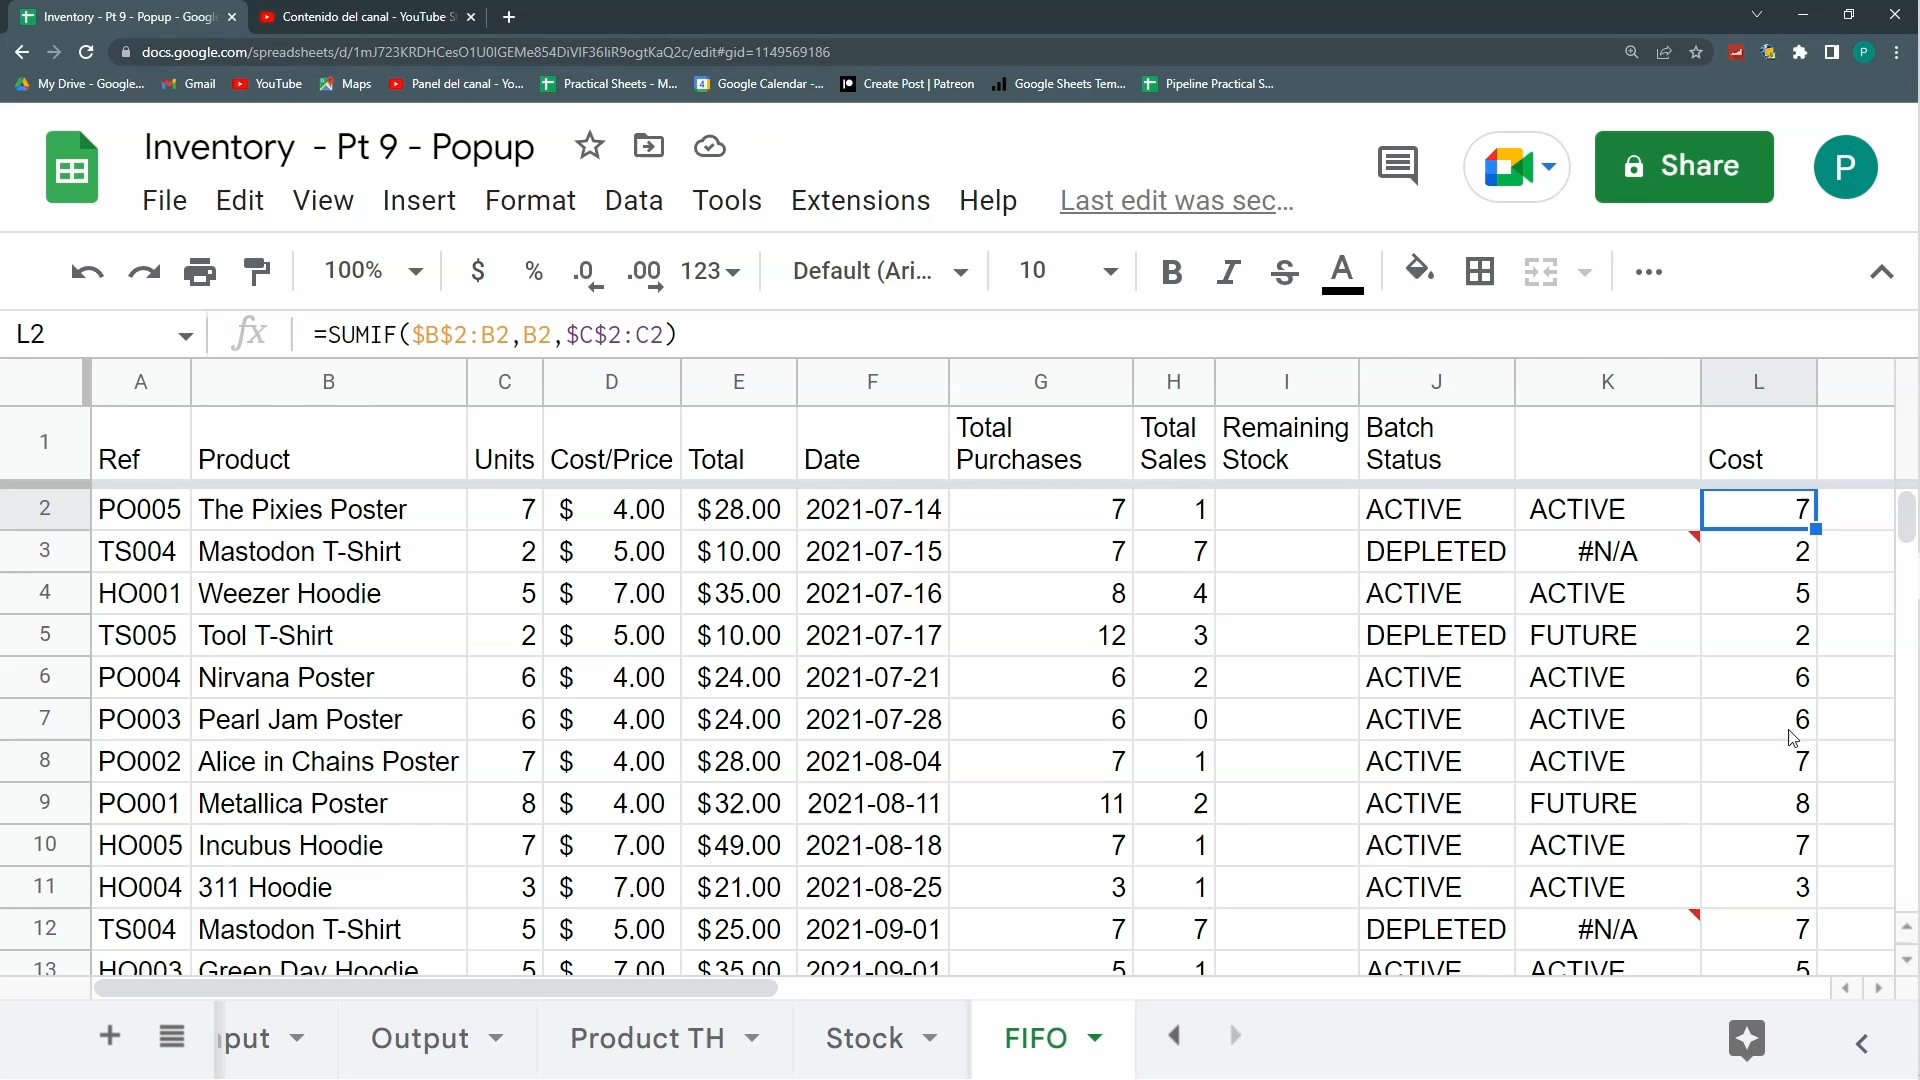 Inventory - Pt 9 - Popup - Google
Contenido del canal - YouTube S
docs.google.com/spreadsheets/d/1mJ723KRDHCesO1U0IGEMe854DiVIF36IiR9ogtKaQ2c/edit#gid=1149569186
P
My Drive - Google...
Gmail
YouTube
Maps
Panel del canal - Yo...
Practical Sheets - M...
Google Calendar -...
Create Post | Patreon
Google Sheets Tem...
Pipeline Practical S...
Inventory - Pt 9 - Popup
Share
P
File Edit View Insert Format Data Tools Extensions Help Last edit was sec...
100% $ % .0 .00 123 Default (Ari... 10 B I S A
L2 fx =SUMIF($B$2:B2,B2,$C$2:C2)
A B C D E F G H I J K L
1 Ref Product Units Cost/Price Total Date Total Purchases Total Sales Remaining Stock Batch Status Cost
2 PO005 The Pixies Poster 7 $ 4.00 $28.00 2021-07-14 7 1 ACTIVE ACTIVE 7
3 TS004 Mastodon T-Shirt 2 $ 5.00 $10.00 2021-07-15 7 7 DEPLETED #N/A 2
4 HO001 Weezer Hoodie 5 $ 7.00 $35.00 2021-07-16 8 4 ACTIVE ACTIVE 5
5 TS005 Tool T-Shirt 2 $ 5.00 $10.00 2021-07-17 12 3 DEPLETED FUTURE 2
6 PO004 Nirvana Poster 6 $ 4.00 $24.00 2021-07-21 6 2 ACTIVE ACTIVE 6
7 PO003 Pearl Jam Poster 6 $ 4.00 $24.00 2021-07-28 6 0 ACTIVE ACTIVE 6
8 PO002 Alice in Chains Poster 7 $ 4.00 $28.00 2021-08-04 7 1 ACTIVE ACTIVE 7
9 PO001 Metallica Poster 8 $ 4.00 $32.00 2021-08-11 11 2 ACTIVE FUTURE 8
10 HO005 Incubus Hoodie 7 $ 7.00 $49.00 2021-08-18 7 1 ACTIVE ACTIVE 7
11 HO004 311 Hoodie 3 $ 7.00 $21.00 2021-08-25 3 1 ACTIVE ACTIVE 3
12 TS004 Mastodon T-Shirt 5 $ 5.00 $25.00 2021-09-01 7 7 DEPLETED #N/A 7
13 HO003 Green Day Hoodie 5 $ 7.00 $35.00 2021-09-01 5 1 ACTIVE ACTIVE 5
put Output Product TH Stock FIFO